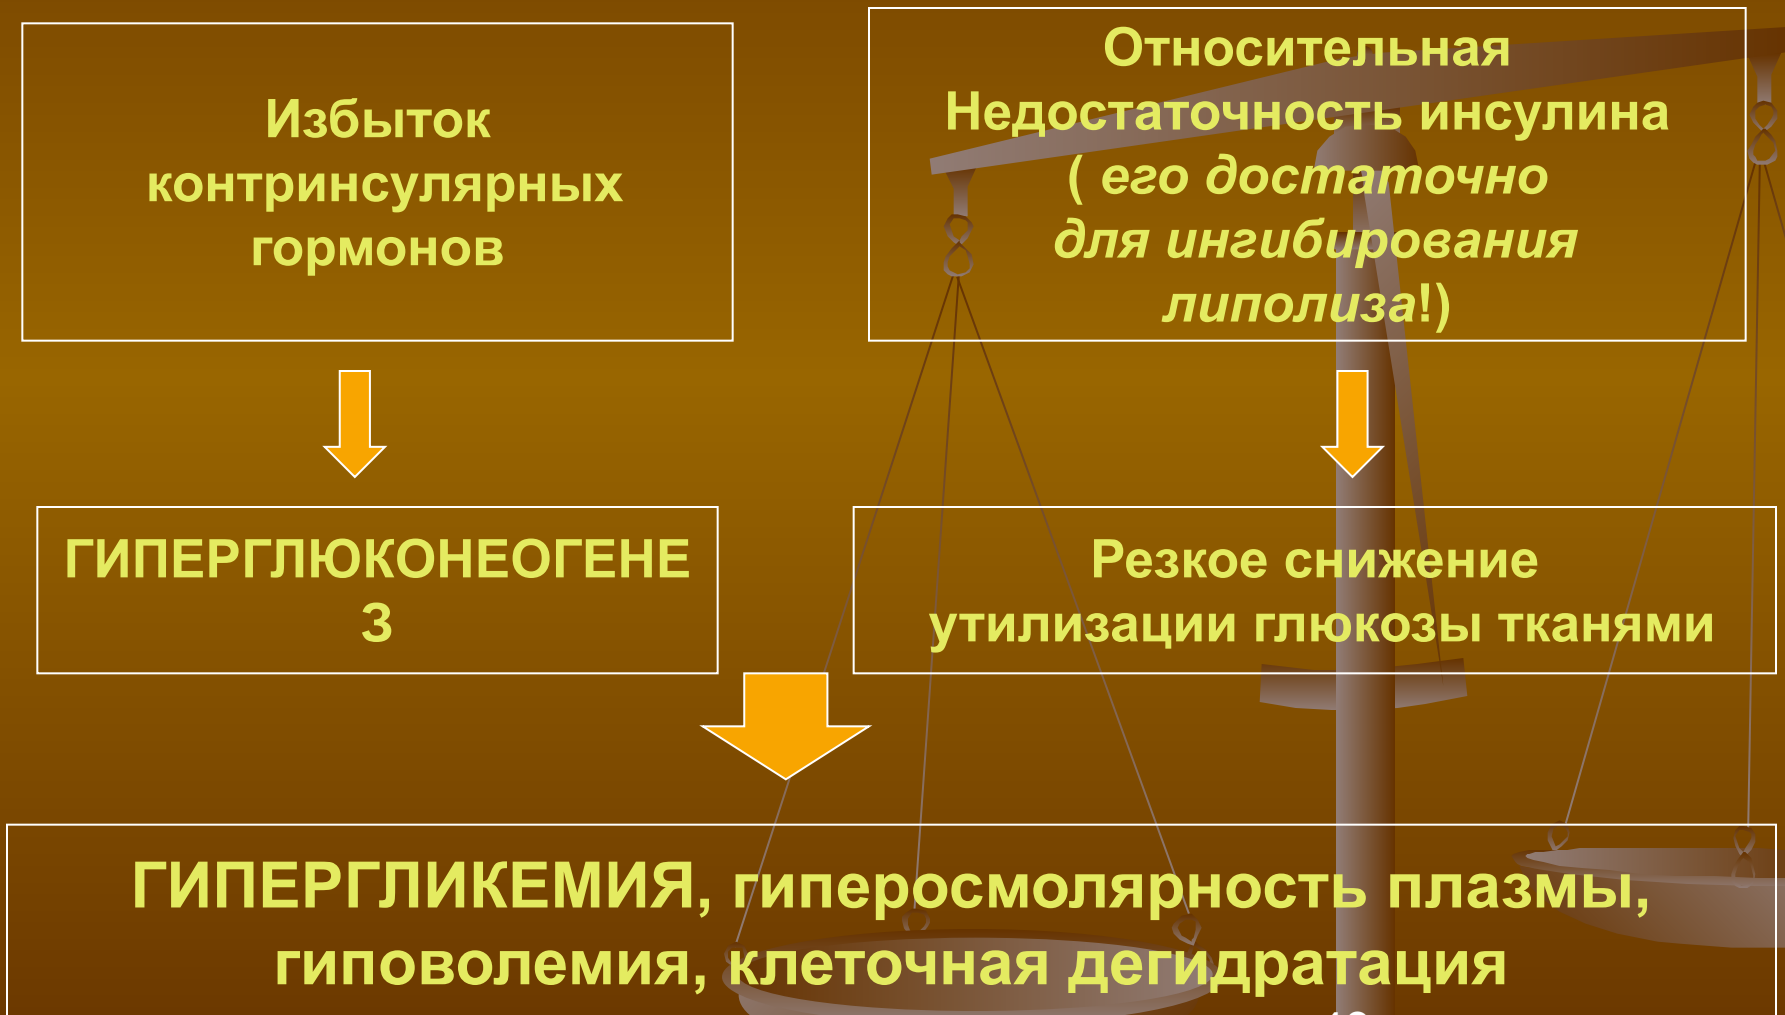 Избыток
контринсулярных
гормонов
Относительная
Недостаточность инсулина
( его достаточно
для ингибирования
липолиза!)
ГИПЕРГЛЮКОНЕОГЕНЕ
З
Резкое снижение
утилизации глюкозы тканями
ГИПЕРГЛИКЕМИЯ, гиперосмолярность плазмы,
гиповолемия, клеточная дегидратация